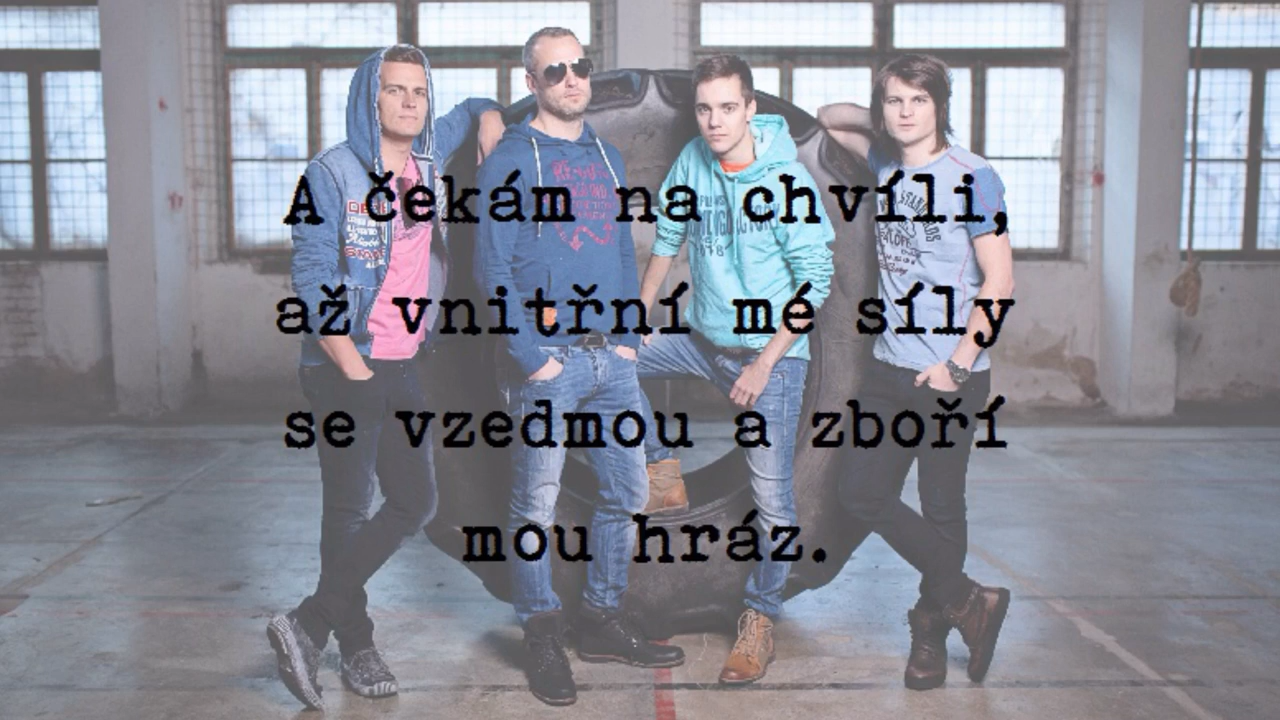 A čekám na chvíli,
až vnitřní mé síly
se vzedmou a zboří
mou hráz.